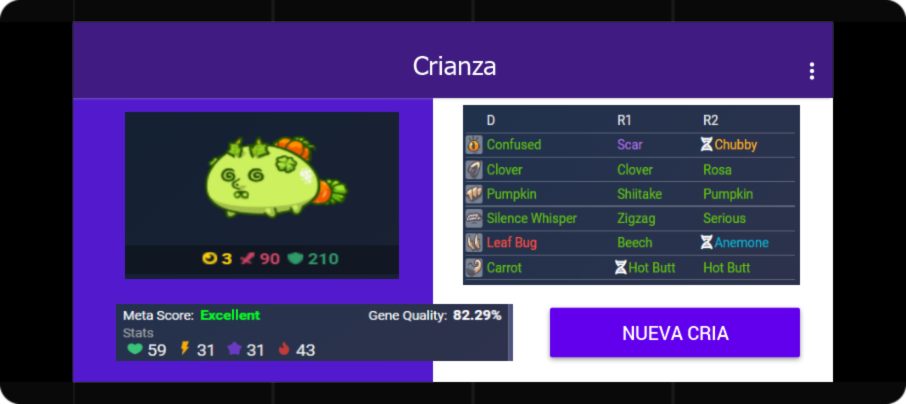 Crianza
3 90 210
D R1 R2
Confused Scar Chubby
Clover Clover Rosa
Pumpkin Shiitake Pumpkin
Silence Whisper Zigzag Serious
Leaf Bug Beech Anemone
Carrot Hot Butt Hot Butt
Meta Score: Excellent Gene Quality: 82.29%
Stats
59 31 31 43
NUEVA CRIA